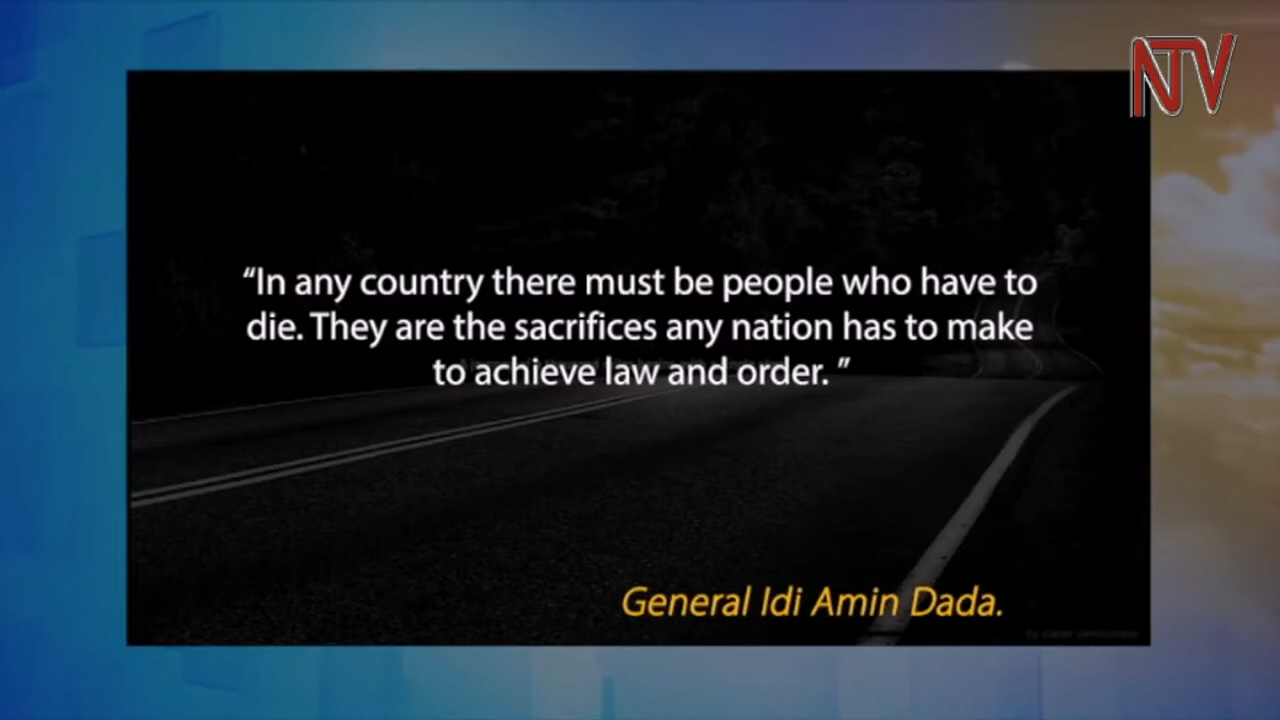 NTV
“In any country there must be people who have to
die. They are the sacrifices any nation has to make
to achieve law and order. ”
General Idi Amin Dada.